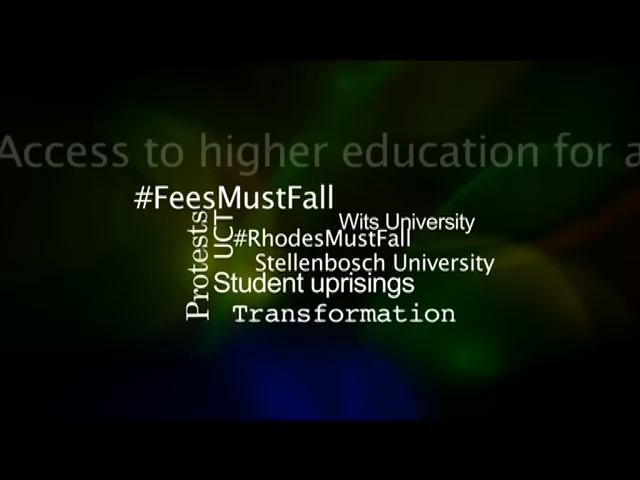 Access to higher education for a
#FeesMustFall
Wits University
Protests
UCT
#RhodesMustFall
Stellenbosch University
Student uprisings
Transformation